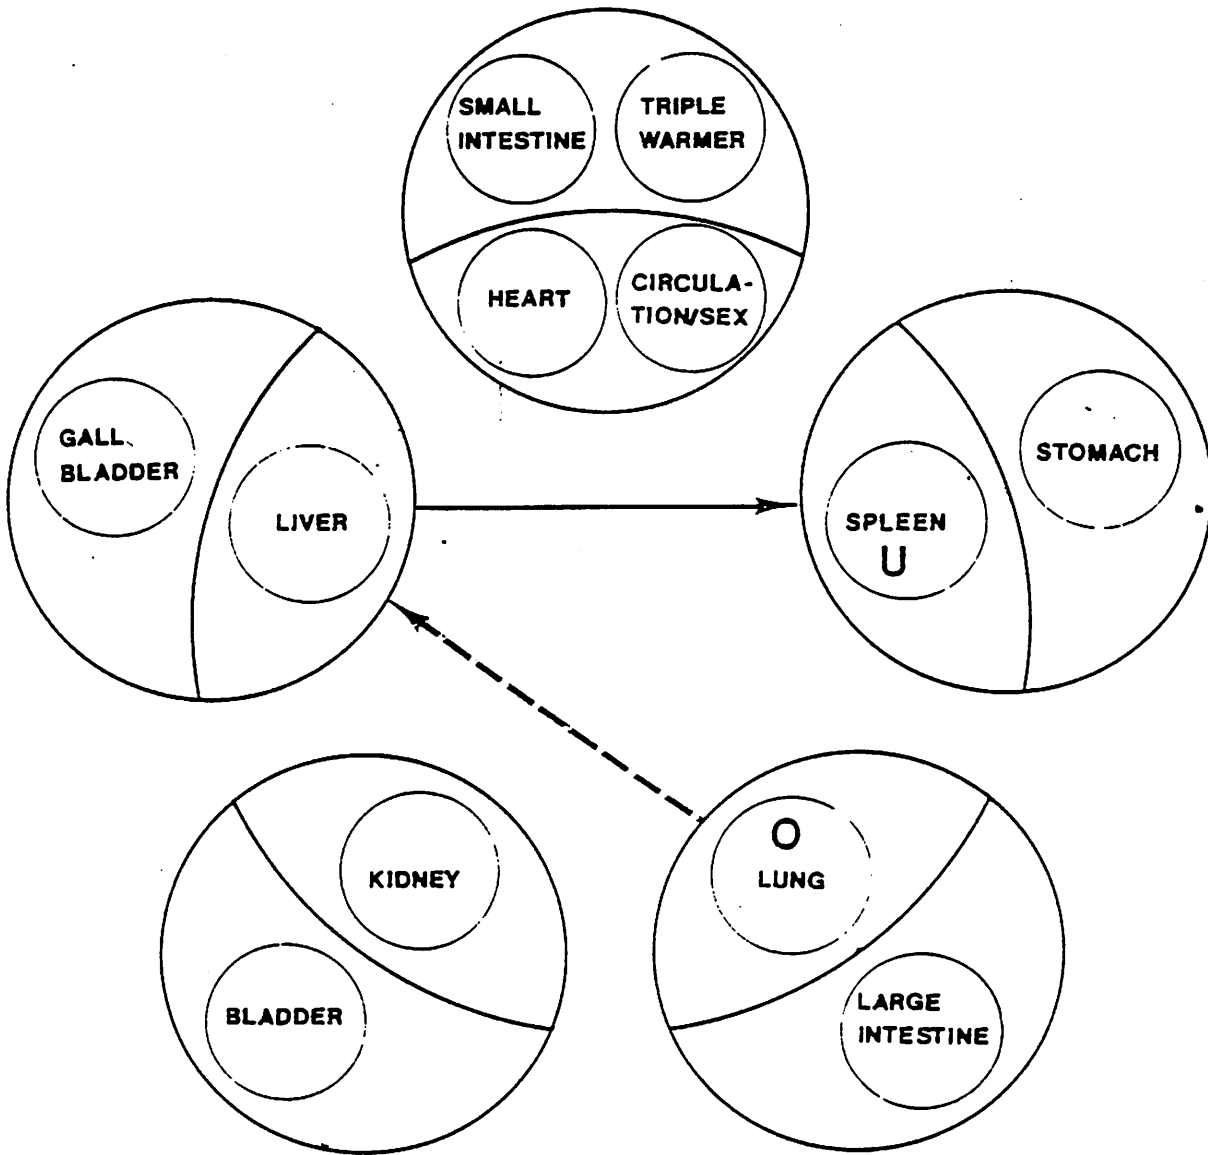 SMALL
INTESTINE
TRIPLE
WARMER
HEART
CIRCULA-
TION/SEX
GALL
BLADDER
LIVER
SPLEEN
U
STOMACH
KIDNEY
BLADDER
O
LUNG
LARGE
INTESTINE